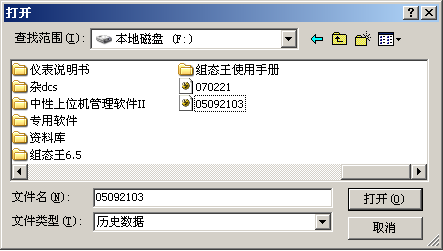 打开
查找范围(I): 本地磁盘 (F:)
仪表说明书
杂dcs
中性上位机管理软件II
专用软件
资料库
组态王6.5
组态王使用手册
070221
05092103
文件名(N): 05092103 打开(O)
文件类型(T): 历史数据 取消